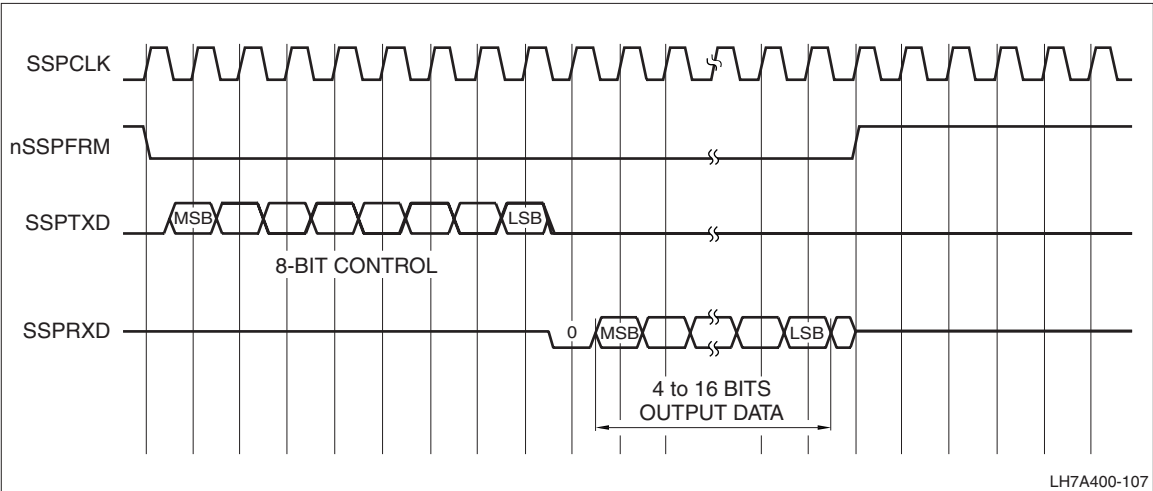 SSPCLK
nSSPFRM
SSPTXD
MSB
LSB
8-BIT CONTROL
SSPRXD
0
MSB
LSB
4 to 16 BITS
OUTPUT DATA
LH7A400-107